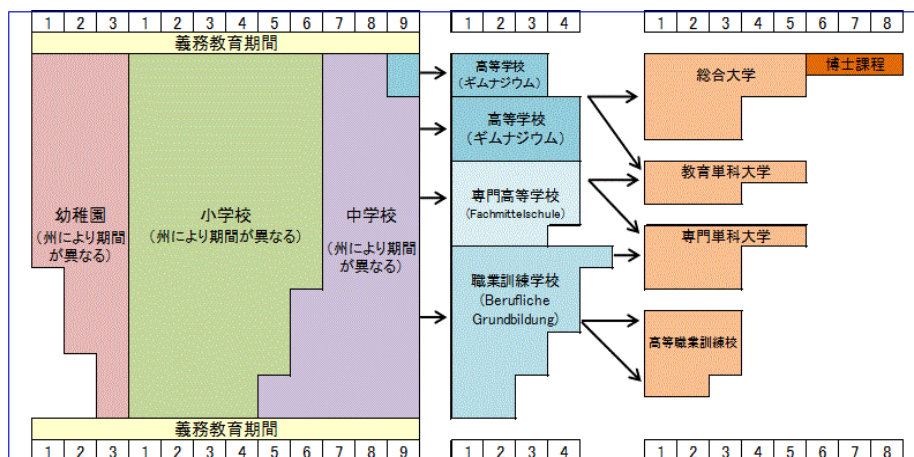 1 2 3 1 2 3 4 5 6 7 8 9 1 2 3 4 1 2 3 4 5 6 7 8
義務教育期間
幼稚園
(州により期間
が異なる)
小学校
(州により期間が異なる)
中学校
(州により期間
が異なる)
高等学校
(ギムナジウム)
高等学校
(ギムナジウム)
専門高等学校
(Fachmittelschule)
職業訓練学校
(Berufliche
Grundbildung)
総合大学
博士課程
教育単科大学
専門単科大学
高等職業訓練校
義務教育期間
1 2 3 1 2 3 4 5 6 7 8 9 1 2 3 4 1 2 3 4 5 6 7 8